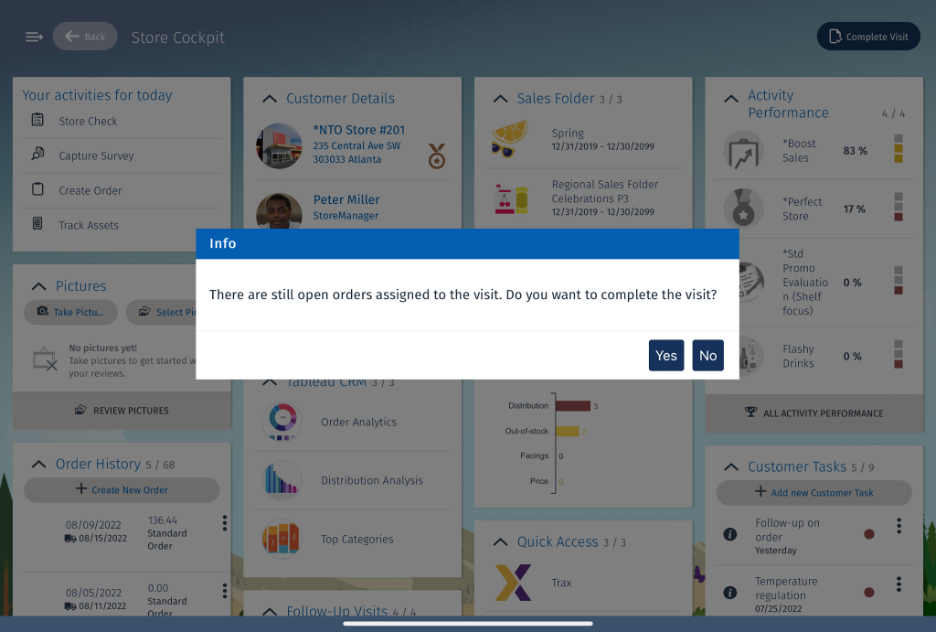 Back
Store Cockpit
Complete Visit
Your activities for today
Store Check
Capture Survey
Create Order
Track Assets
Customer Details
*NTO Store #201
235 Central Ave SW
303033 Atlanta
Peter Miller
StoreManager
Sales Folder 3 / 3
Spring
12/31/2019 - 12/30/2099
Regional Sales Folder
Celebrations P3
12/31/2019 - 12/30/2099
Activity
Performance
4 / 4
*Boost
Sales
83 %
*Perfect
Store
17 %
*Std
Promo
Evaluatio
n (Shelf
focus)
0 %
Flashy
Drinks
0 %
ALL ACTIVITY PERFORMANCE
Info
There are still open orders assigned to the visit. Do you want to complete the visit?
Yes
No
Pictures
Take Pictu...
Select Pi
No pictures yet!
Take pictures to get started w
your reviews.
REVIEW PICTURES
Tableau CRM 3 / 3
Order Analytics
Distribution Analysis
Top Categories
Distribution 3
Out-of-stock 2
Facings 0
Price 0
Order History 5 / 68
Create New Order
08/09/2022
08/15/2022
136.44
Standard
Order
08/05/2022
08/11/2022
0.00
Standard
Order
Follow-Up Visits 4 / 4
Quick Access 3 / 3
Trax
Customer Tasks 5 / 9
Add new Customer Task
Follow-up on
order
Yesterday
Temperature
regulation
07/25/2022